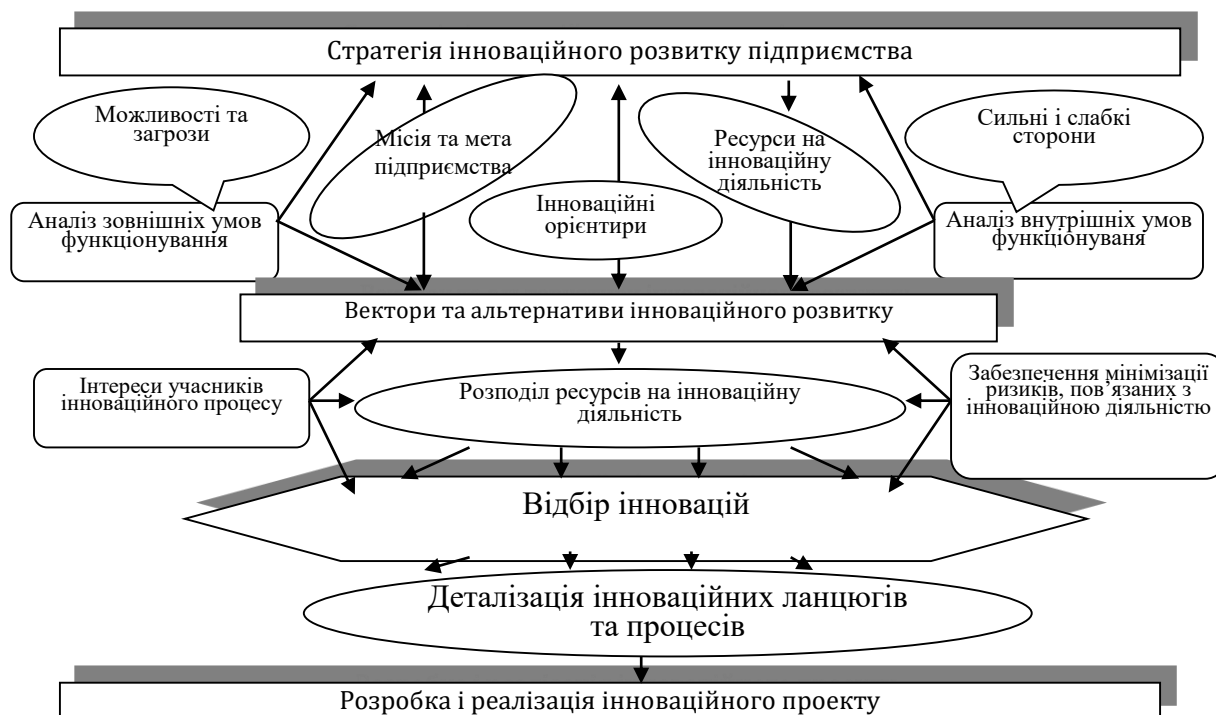 Стратегія інноваційного розвитку підприємства
Можливості та
загрози
Місія та мета
підприємства
Інноваційні
орієнтири
Ресурси на
інноваційну
діяльність
Сильні і слабкі
сторони
Аналіз зовнішніх умов
функціонування
Аналіз внутрішніх умов
функціонуваня
Вектори та альтернативи інноваційного розвитку
Інтереси учасників
інноваційного процесу
Розподіл ресурсів на інноваційну
діяльність
Забезпечення мінімізації
ризиків, пов’язаних з
інноваційною діяльністю
Відбір інновацій
Деталізація інноваційних ланцюгів
та процесів
Розробка і реалізація інноваційного проекту